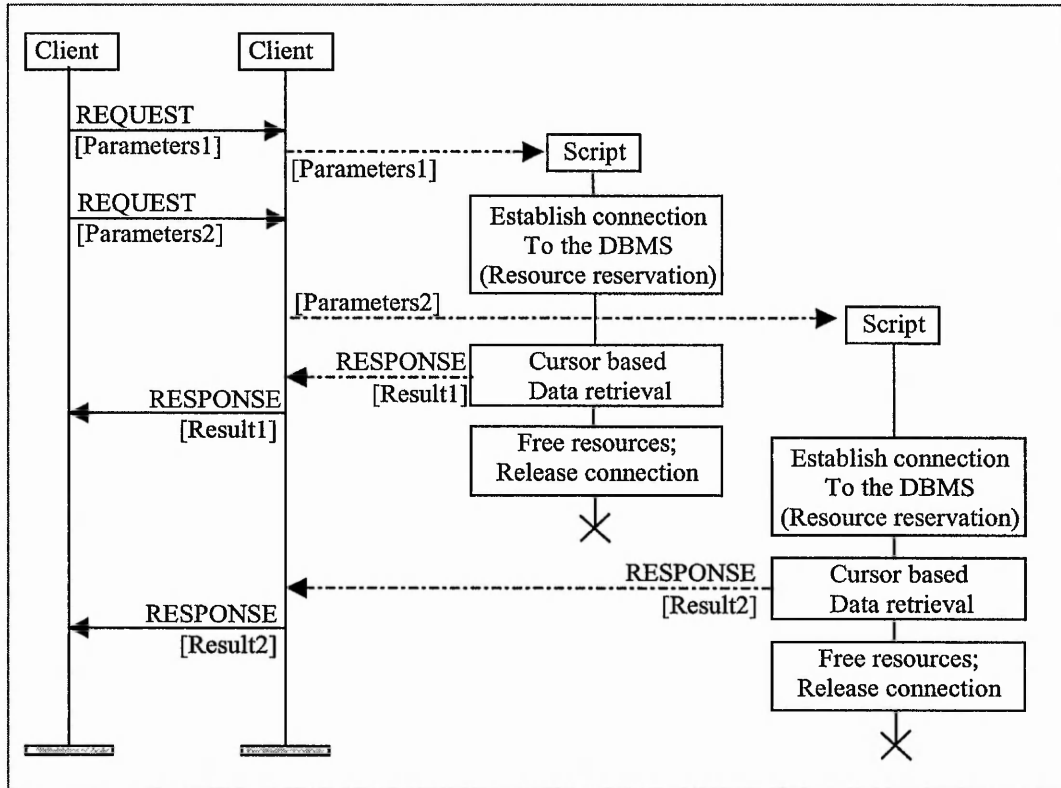 Client
Client
REQUEST
[Parameters1]
[Parameters1]
Script
REQUEST
[Parameters2]
Establish connection
To the DBMS
(Resource reservation)
[Parameters2]
Script
RESPONSE
[Result1]
Cursor based
Data retrieval
RESPONSE
[Result1]
Free resources;
Release connection
Establish connection
To the DBMS
(Resource reservation)
RESPONSE
[Result2]
Cursor based
Data retrieval
RESPONSE
[Result2]
Free resources;
Release connection